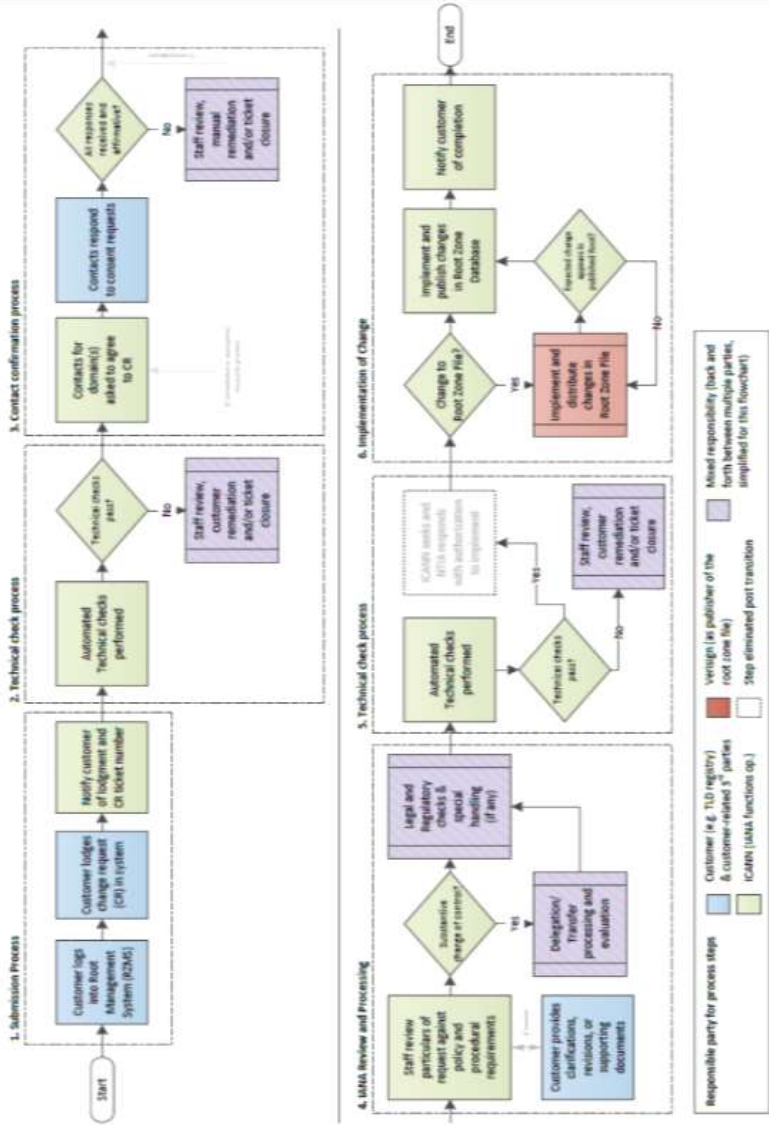 1. Submission Process
Start
Customer logs
into Root
Management
System (RZMS)
Customer lodges
change request
(CR) in system
Notify customer
of lodgment and
CR ticket number
2. Technical check process
Automated
Technical checks
performed
Technical checks
pass?
No
Staff review,
customer
remediation
and/or ticket
closure
3. Contact confirmation process
Contacts for
domain(s)
asked to agree
to CR
Contacts respond
to consent requests
All responses
received and
affirmative?
No
Staff review,
manual
remediation
and/or ticket
closure
4. IANA Review and Processing
Staff review
particulars of
request against
policy and
procedural
requirements
Customer provides
clarifications,
revisions, or
supporting
documents
Substantive
change of control?
Yes
Delegation/
Transfer
processing and
evaluation
Legal and
Regulatory
checks &
special
handling
(if any)
5. Technical check process
Automated
Technical checks
performed
Technical checks
pass?
Yes
No
ICANN seeks and
NTIA responds
with authorization
to implement
Staff review,
customer
remediation
and/or ticket
closure
6. Implementation of Change
Change to
Root Zone File?
Yes
Implement and
distribute
changes in
Root Zone File
Expected change
appears in
published Root?
No
Implement and
publish changes
in Root Zone
Database
Notify customer
of completion
End
Responsible party for process steps
Customer (e.g. TLD registry)
& customer-related 3rd parties
ICANN (IANA functions op.)
Verisign (as publisher of the
root zone file)
Step eliminated post transition
Mixed responsibility (back and
forth between multiple parties,
simplified for this flowchart)